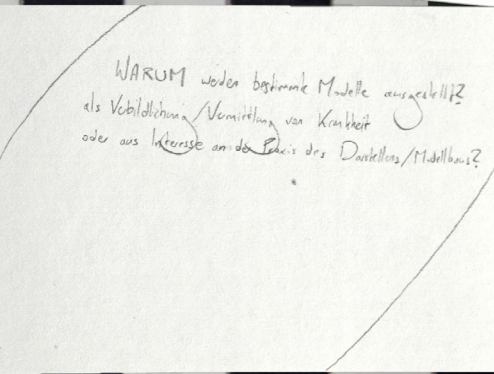 WARUM werden bestimmte Modelle ausgestellt?
als Verbildlichung/Vermittlung von Krankheit
oder aus Interesse an der Praxis des Darstellens/Modellbaus?